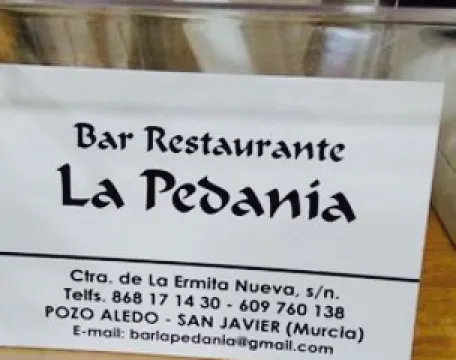 Bar Restaurante
La Pedanía
Ctra. de La Ermita Nueva, s/n.
Telfs. 868 17 14 30 - 609 760 138
POZO ALEDO - SAN JAVIER (Murcia)
E-mail: barlapedania@gmail.com